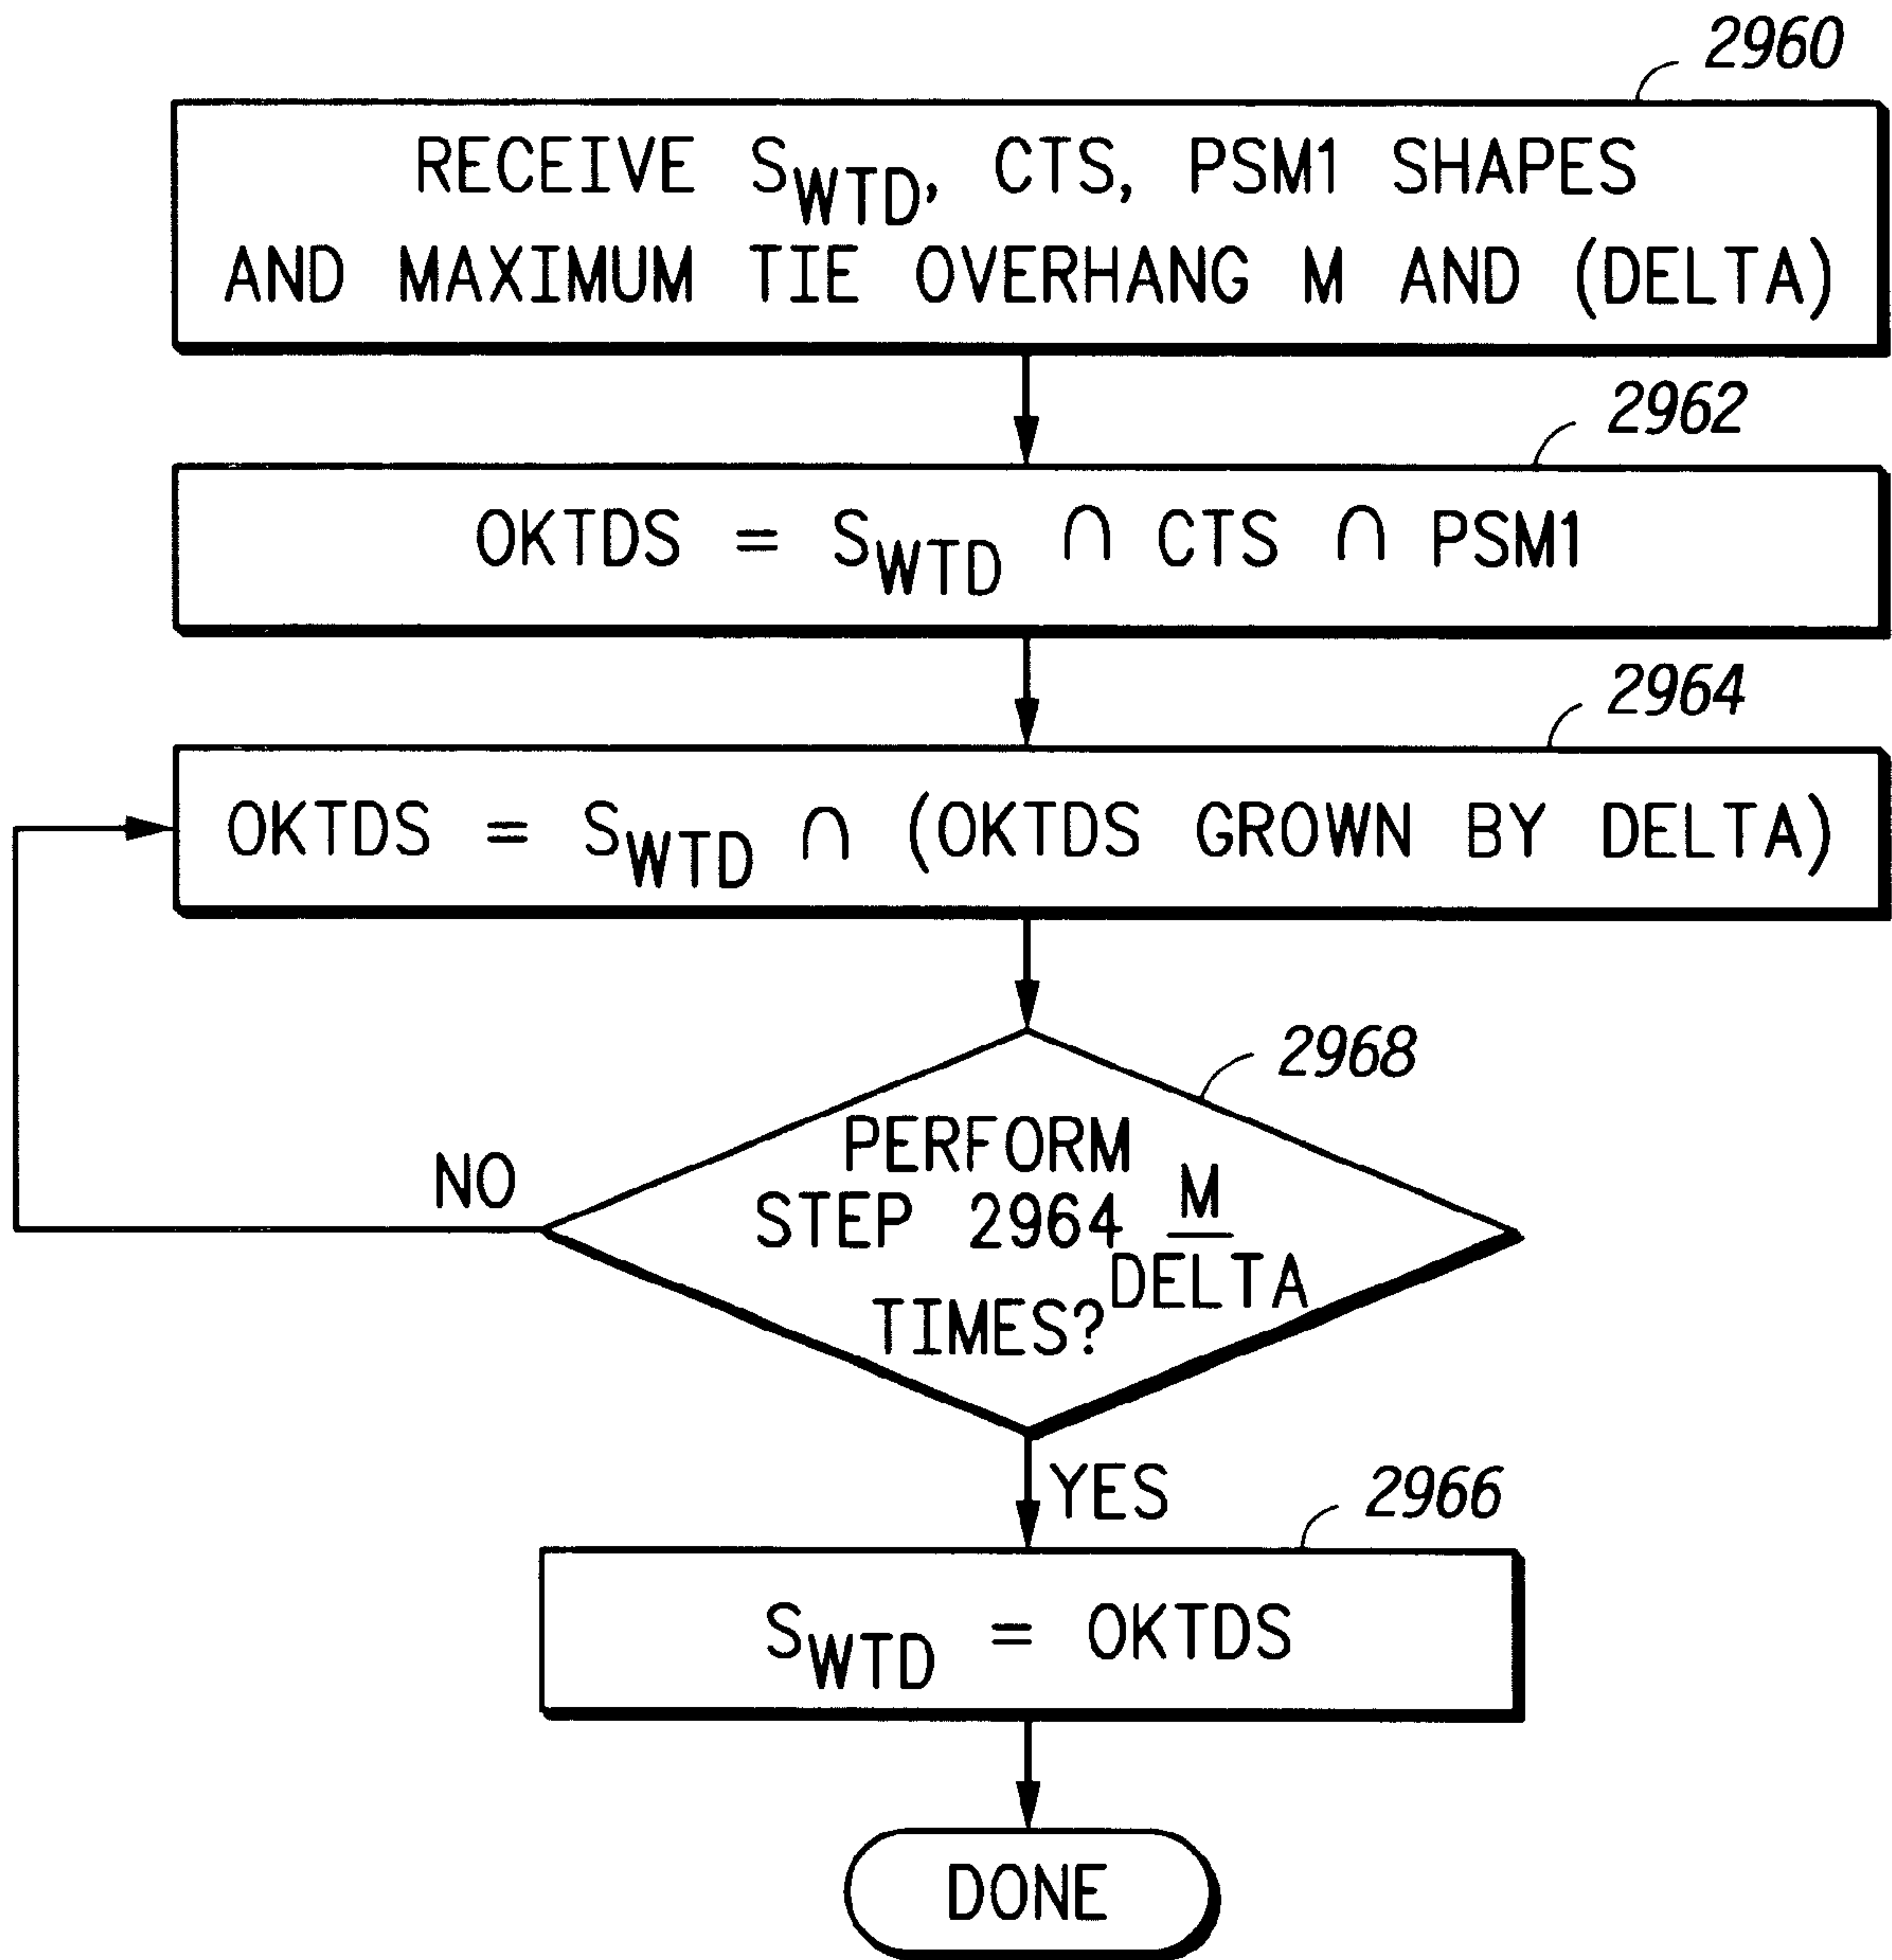 2960
RECEIVE SWTD, CTS, PSM1 SHAPES
AND MAXIMUM TIE OVERHANG M AND (DELTA)
2962
OKTDS = SWTD ∩ CTS ∩ PSM1
2964
OKTDS = SWTD ∩ (OKTDS GROWN BY DELTA)
2968
PERFORM
STEP 2964 M
DELTA
TIMES?
NO
YES
2966
SWTD = OKTDS
DONE